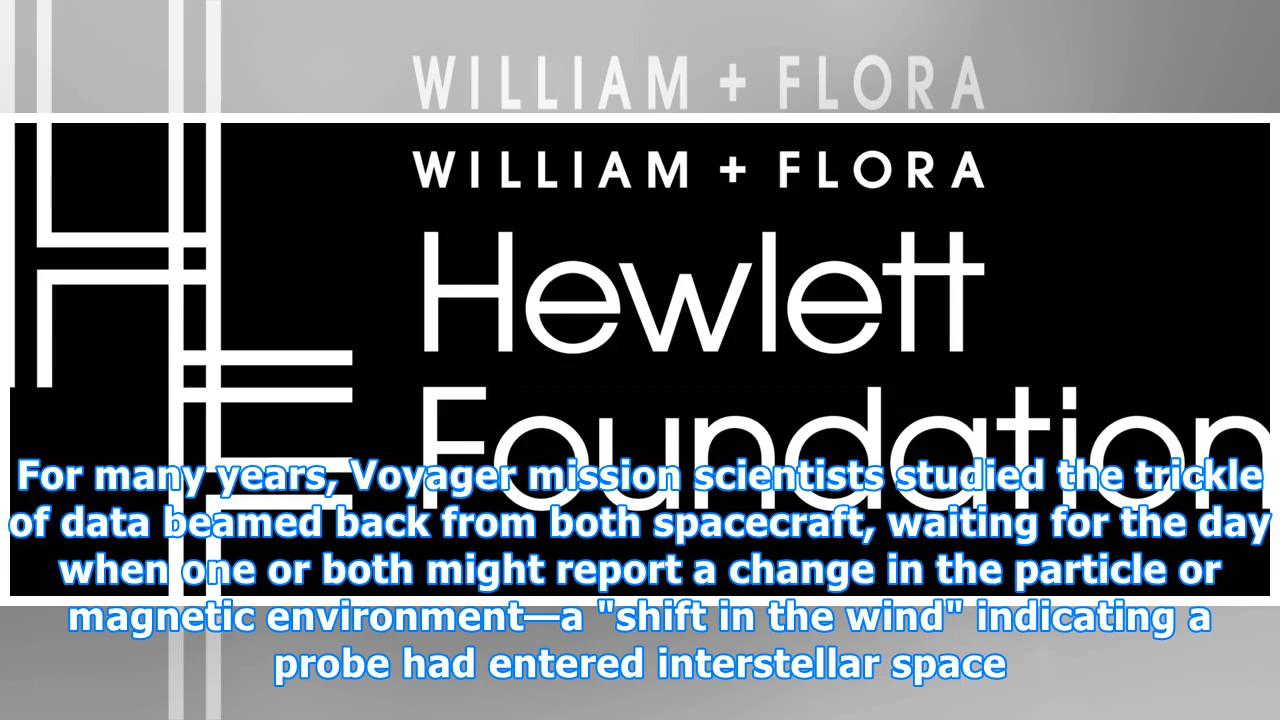 WILLIAM + FLORA
WILLIAM + FLORA
Hewlett
Foundation
For many years, Voyager mission scientists studied the trickle
of data beamed back from both spacecraft, waiting for the day
when one or both might report a change in the particle or
magnetic environment—a "shift in the wind" indicating a
probe had entered interstellar space